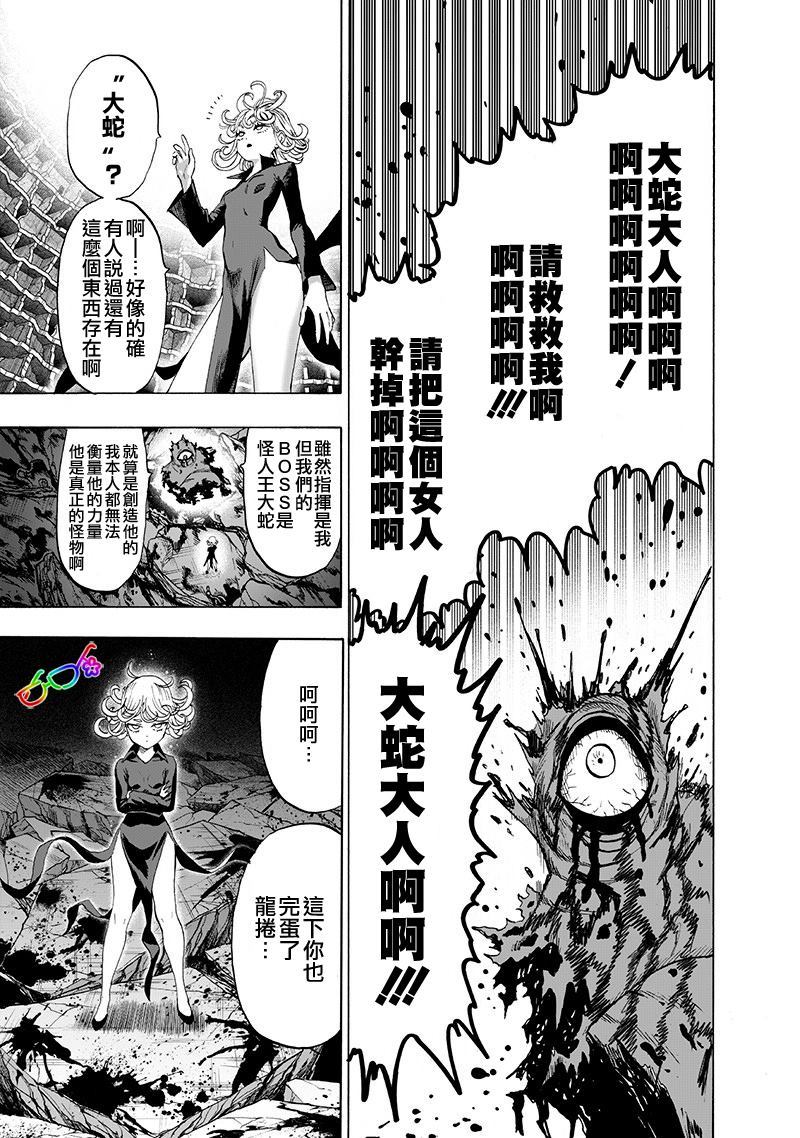 大蛇大人啊啊啊
啊啊啊啊啊啊！
請救救我啊
啊啊啊啊!!!
請把這個女人
幹掉啊啊啊啊
大蛇大人啊啊!!!
〞大蛇〝？
啊—…好像的確
有人說過還有
這麼個東西存在啊
雖然指揮是我
但我們的
BOSS是
怪人王大蛇
就算是創造他的
我本人都無法
衡量他的力量
他是真正的怪物啊
呵呵呵…
這下你也
完蛋了
龍捲…